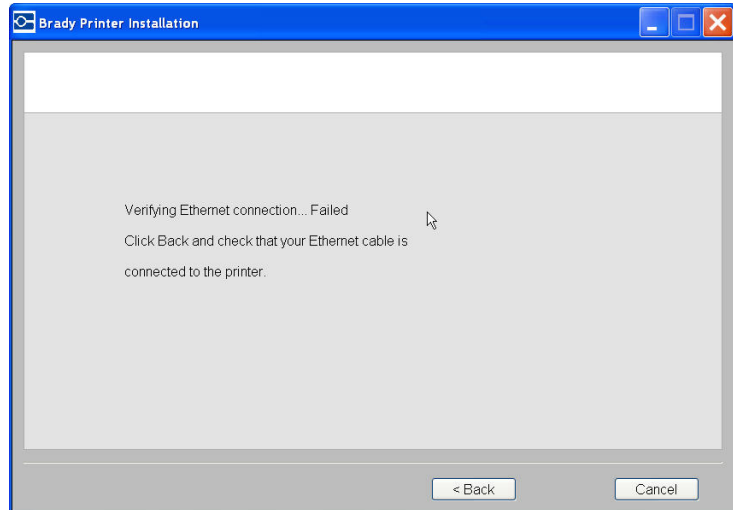 Brady Printer Installation
Verifying Ethernet connection... Failed
Click Back and check that your Ethernet cable is
connected to the printer.
< Back
Cancel